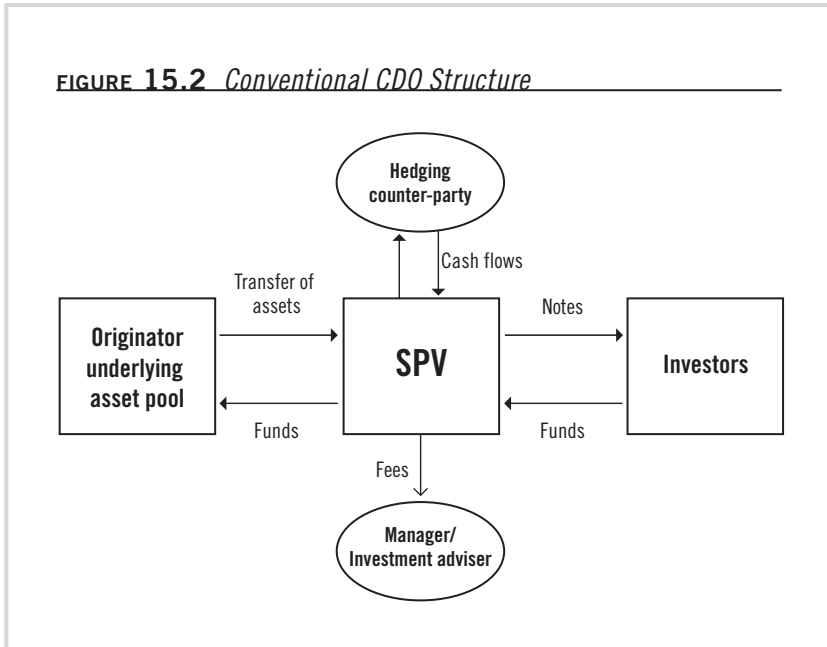 FIGURE 15.2 Conventional CDO Structure
Hedging
counter-party
Cash flows
Transfer of
assets
Notes
Originator
underlying
asset pool
SPV
Investors
Funds
Funds
Fees
Manager/
Investment adviser